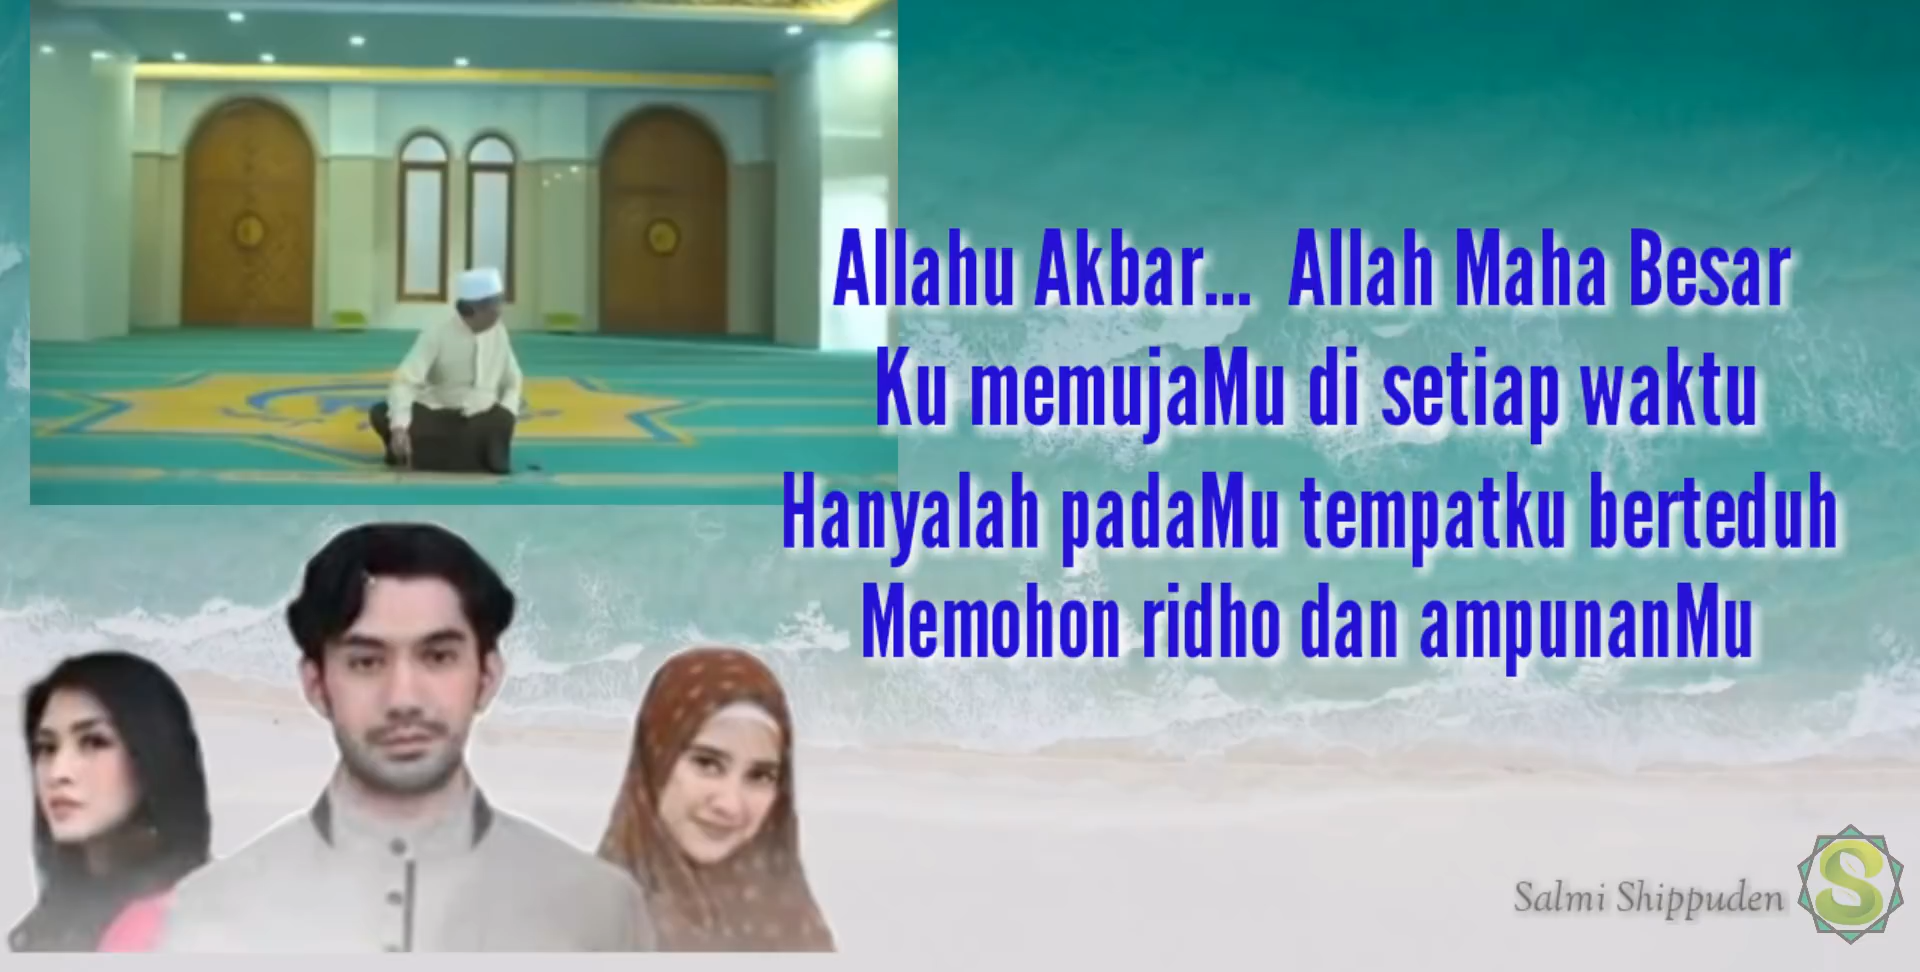 Allahu Akbar... Allah Maha Besar
Ku memujaMu di setiap waktu
Hanyalah padaMu tempatku berteduh
Memohon ridho dan ampunanMu
Salmi Shippuden
S